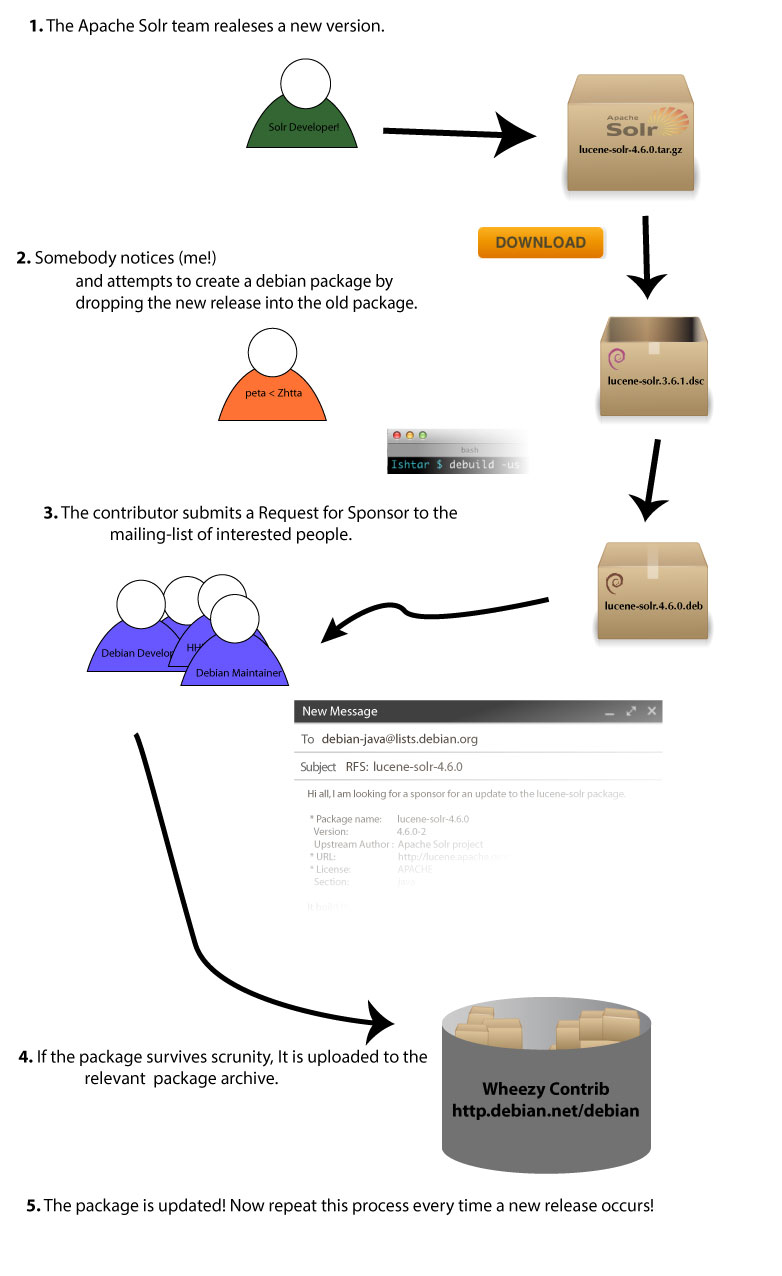 1. The Apache Solr team realeses a new version.
Solr Developer!
Apache
Solr
lucene-solr-4.6.0.tar.gz
DOWNLOAD
2. Somebody notices (me!)
and attempts to create a debian package by
dropping the new release into the old package.
lucene-solr.3.6.1.dsc
peta < Zhtta
bash
Ishtar $ debuild -us
3. The contributor submits a Request for Sponsor to the
mailing-list of interested people.
lucene-solr.4.6.0.deb
Debian Develop
HH
Debian Maintainer
New Message
To debian-java@lists.debian.org
Subject RFS: lucene-solr-4.6.0
Hi all, I am looking for a sponsor for an update to the lucene-solr package.
* Package name: lucene-solr-4.6.0
Version: 4.6.0-2
Upstream Author : Apache Solr project
* URL: http://lucene.apache.
* License: APACHE
Section: java
It
4. If the package survives scrunity, It is uploaded to the
relevant package archive.
Wheezy Contrib
http.debian.net/debian
5. The package is updated! Now repeat this process every time a new release occurs!